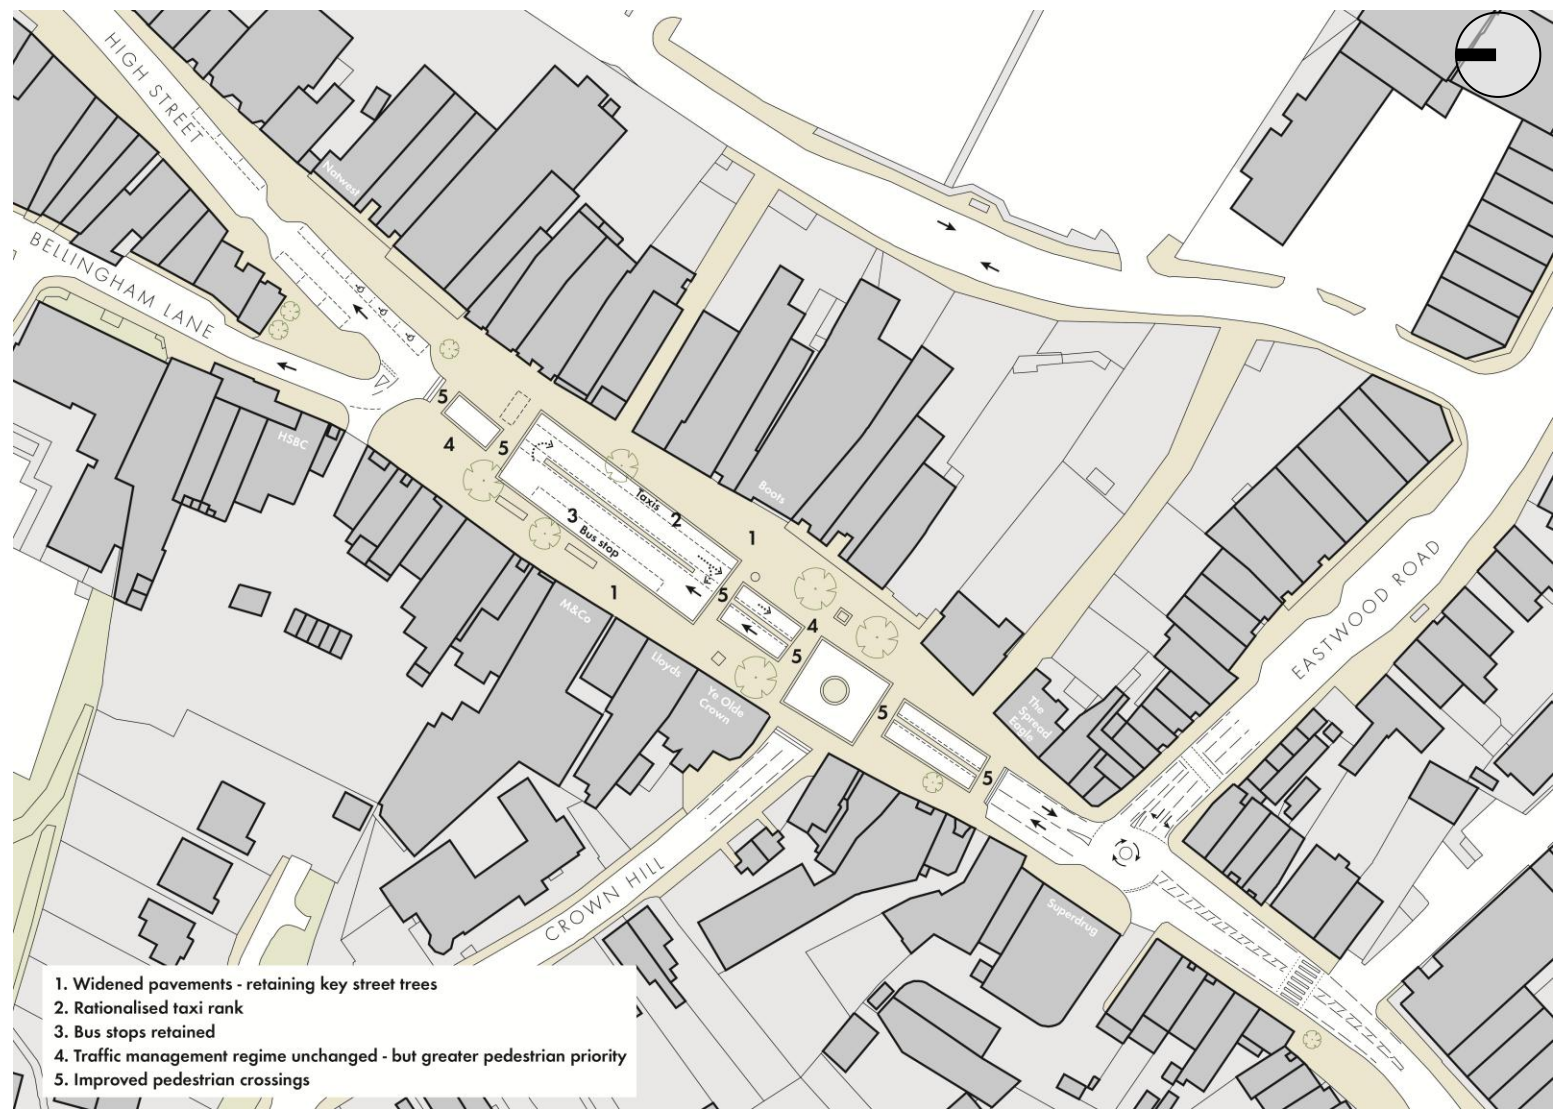 HIGH STREET
Natwest
BELLINGHAM LANE
HSBC
5
4
5
Taxis
2
3
Bus stop
1
1
Boots
5
4
5
5
5
M&Co
Lloyds
Ye Olde
Crown
The
Spread
Eagle
EASTWOOD ROAD
CROWN HILL
Superdrug
1. Widened pavements - retaining key street trees
2. Rationalised taxi rank
3. Bus stops retained
4. Traffic management regime unchanged - but greater pedestrian priority
5. Improved pedestrian crossings